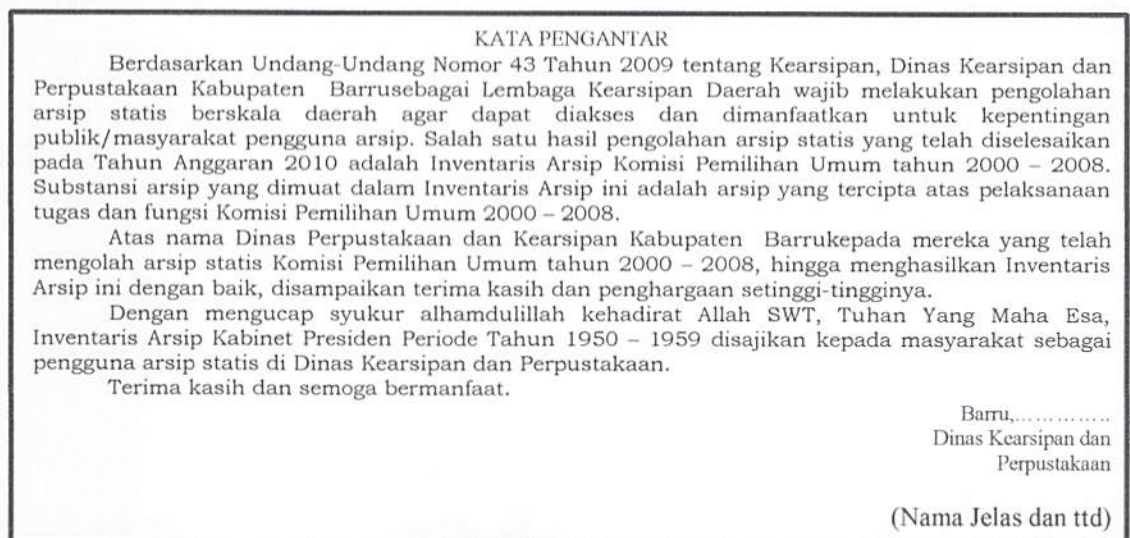 KATA PENGANTAR
Berdasarkan Undang-Undang Nomor 43 Tahun 2009 tentang Kearsipan, Dinas Kearsipan dan
Perpustakaan Kabupaten Barrusebagai Lembaga Kearsipan Daerah wajib melakukan pengolahan
arsip statis berskala daerah agar dapat diakses dan dimanfaatkan untuk kepentingan
publik/masyarakat pengguna arsip. Salah satu hasil pengolahan arsip statis yang telah diselesaikan
pada Tahun Anggaran 2010 adalah Inventaris Arsip Komisi Pemilihan Umum tahun 2000 – 2008.
Substansi arsip yang dimuat dalam Inventaris Arsip ini adalah arsip yang tercipta atas pelaksanaan
tugas dan fungsi Komisi Pemilihan Umum 2000 – 2008.
Atas nama Dinas Perpustakaan dan Kearsipan Kabupaten Barrukepada mereka yang telah
mengolah arsip statis Komisi Pemilihan Umum tahun 2000 – 2008, hingga menghasilkan Inventaris
Arsip ini dengan baik, disampaikan terima kasih dan penghargaan setinggi-tingginya.
Dengan mengucap syukur alhamdulillah kehadirat Allah SWT, Tuhan Yang Maha Esa,
Inventaris Arsip Kabinet Presiden Periode Tahun 1950 – 1959 disajikan kepada masyarakat sebagai
pengguna arsip statis di Dinas Kearsipan dan Perpustakaan.
Terima kasih dan semoga bermanfaat.
Barru,..............
Dinas Kearsipan dan
Perpustakaan
(Nama Jelas dan ttd)